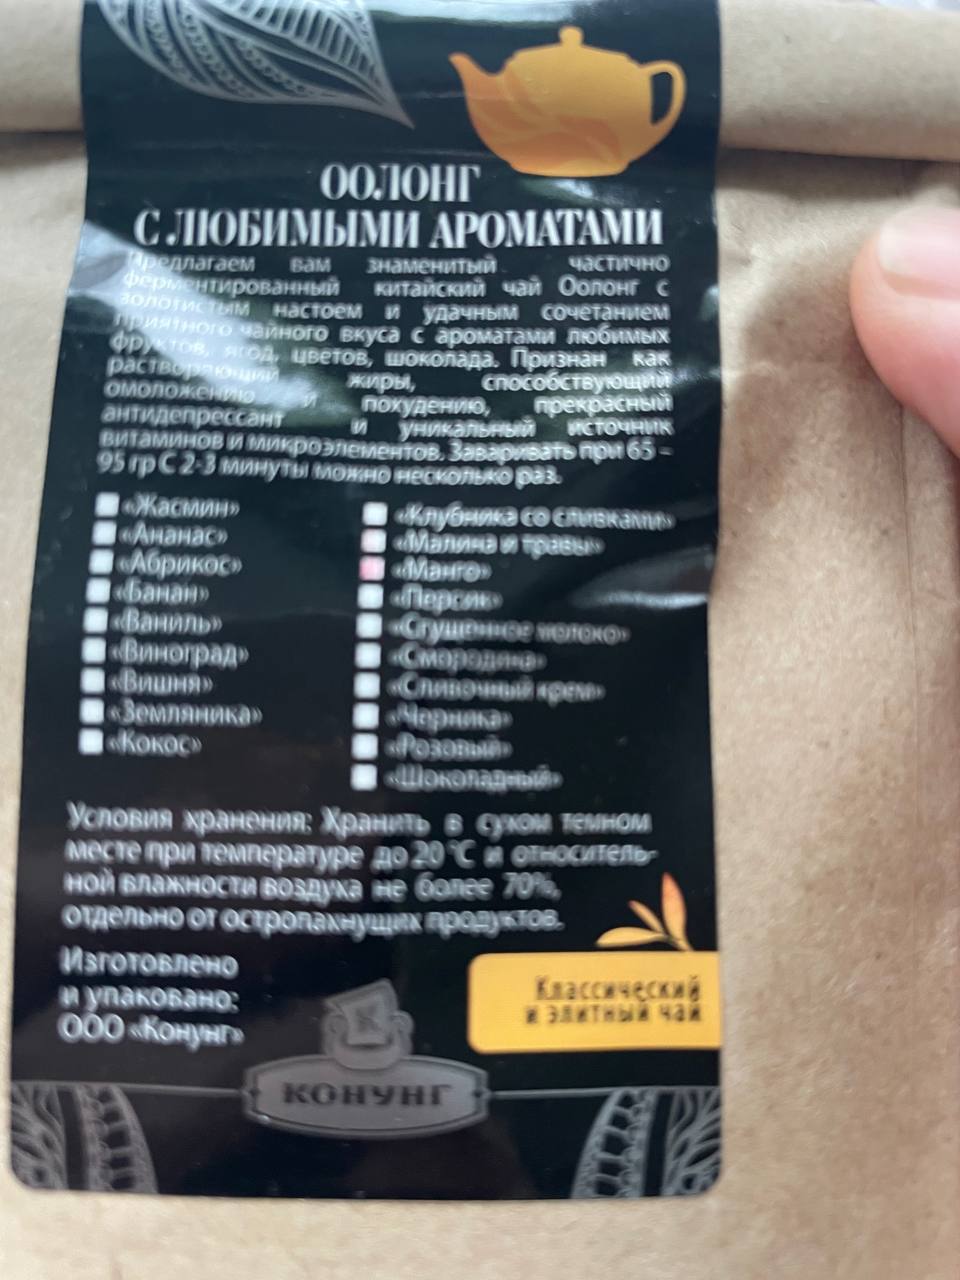 ООЛОНГ
С ЛЮБИМЫМИ АРОМАТАМИ
Предлагаем вам знаменитый частично
ферментированный китайский чай Оолонг с
золотистым настоем и удачным сочетанием
приятного чайного вкуса с ароматами любимых
фруктов, ягод, цветов, шоколада. Признан как
растворяющий жиры, способствующий
омоложению и похудению, прекрасный
антидепрессант и уникальный источник
витаминов и микроэлементов. Заваривать при 65 –
95 гр С 2-3 минуты можно несколько раз.
«Жасмин»
«Ананас»
«Абрикос»
«Банан»
«Ваниль»
«Виноград»
«Вишня»
«Земляника»
«Кокос»
«Клубника со сливками»
«Малина и травы»
«Манго»
«Персик»
«Сгущенное молоко»
«Смородина»
«Сливочный крем»
«Черника»
«Розовый»
«Шоколадный»
Условия хранения: Хранить в сухом темном
месте при температуре до 20 °С и относитель-
ной влажности воздуха не более 70%,
отдельно от остропахнущих продуктов.
Изготовлено
и упаковано:
ООО «Конунг»
Классический
и элитный чай
КОНУНГ